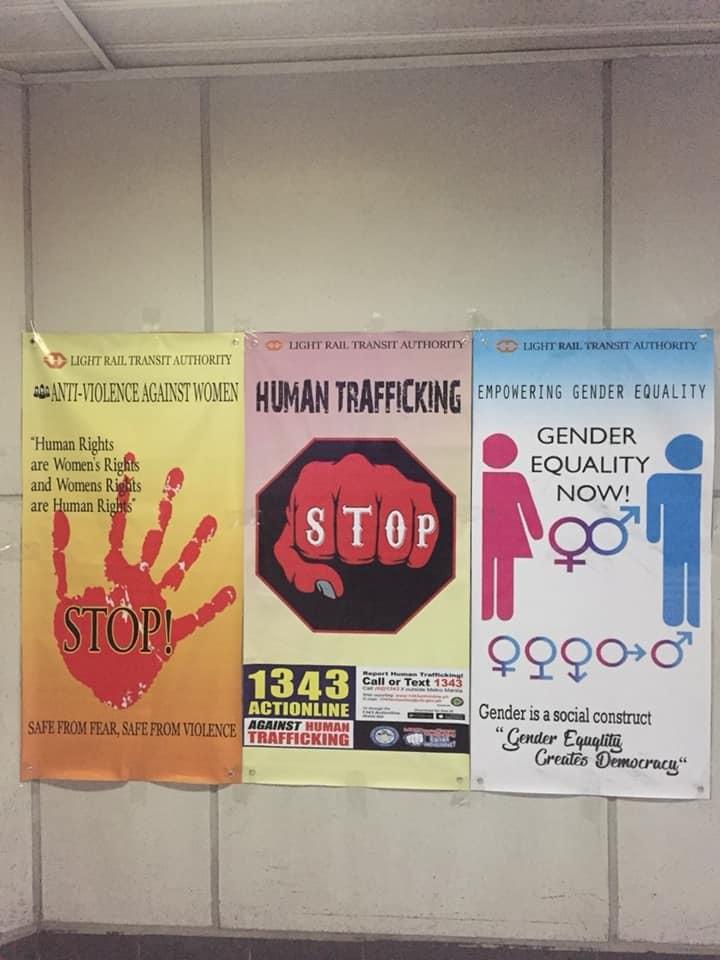 LIGHT RAIL TRANSIT AUTHORITY
ANTI-VIOLENCE AGAINST WOMEN
"Human Rights
are Women's Rights
and Womens Rights
are Human Rights"
STOP!
SAFE FROM FEAR, SAFE FROM VIOLENCE
LIGHT RAIL TRANSIT AUTHORITY
HUMAN TRAFFICKING
STOP
1343
ACTIONLINE
AGAINST HUMAN
TRAFFICKING
Report Human Trafficking!
Call or Text 1343
LIGHT RAIL TRANSIT AUTHORITY
EMPOWERING GENDER EQUALITY
GENDER
EQUALITY
NOW!
Gender is a social construct
"Gender Equality
Creates Democracy"